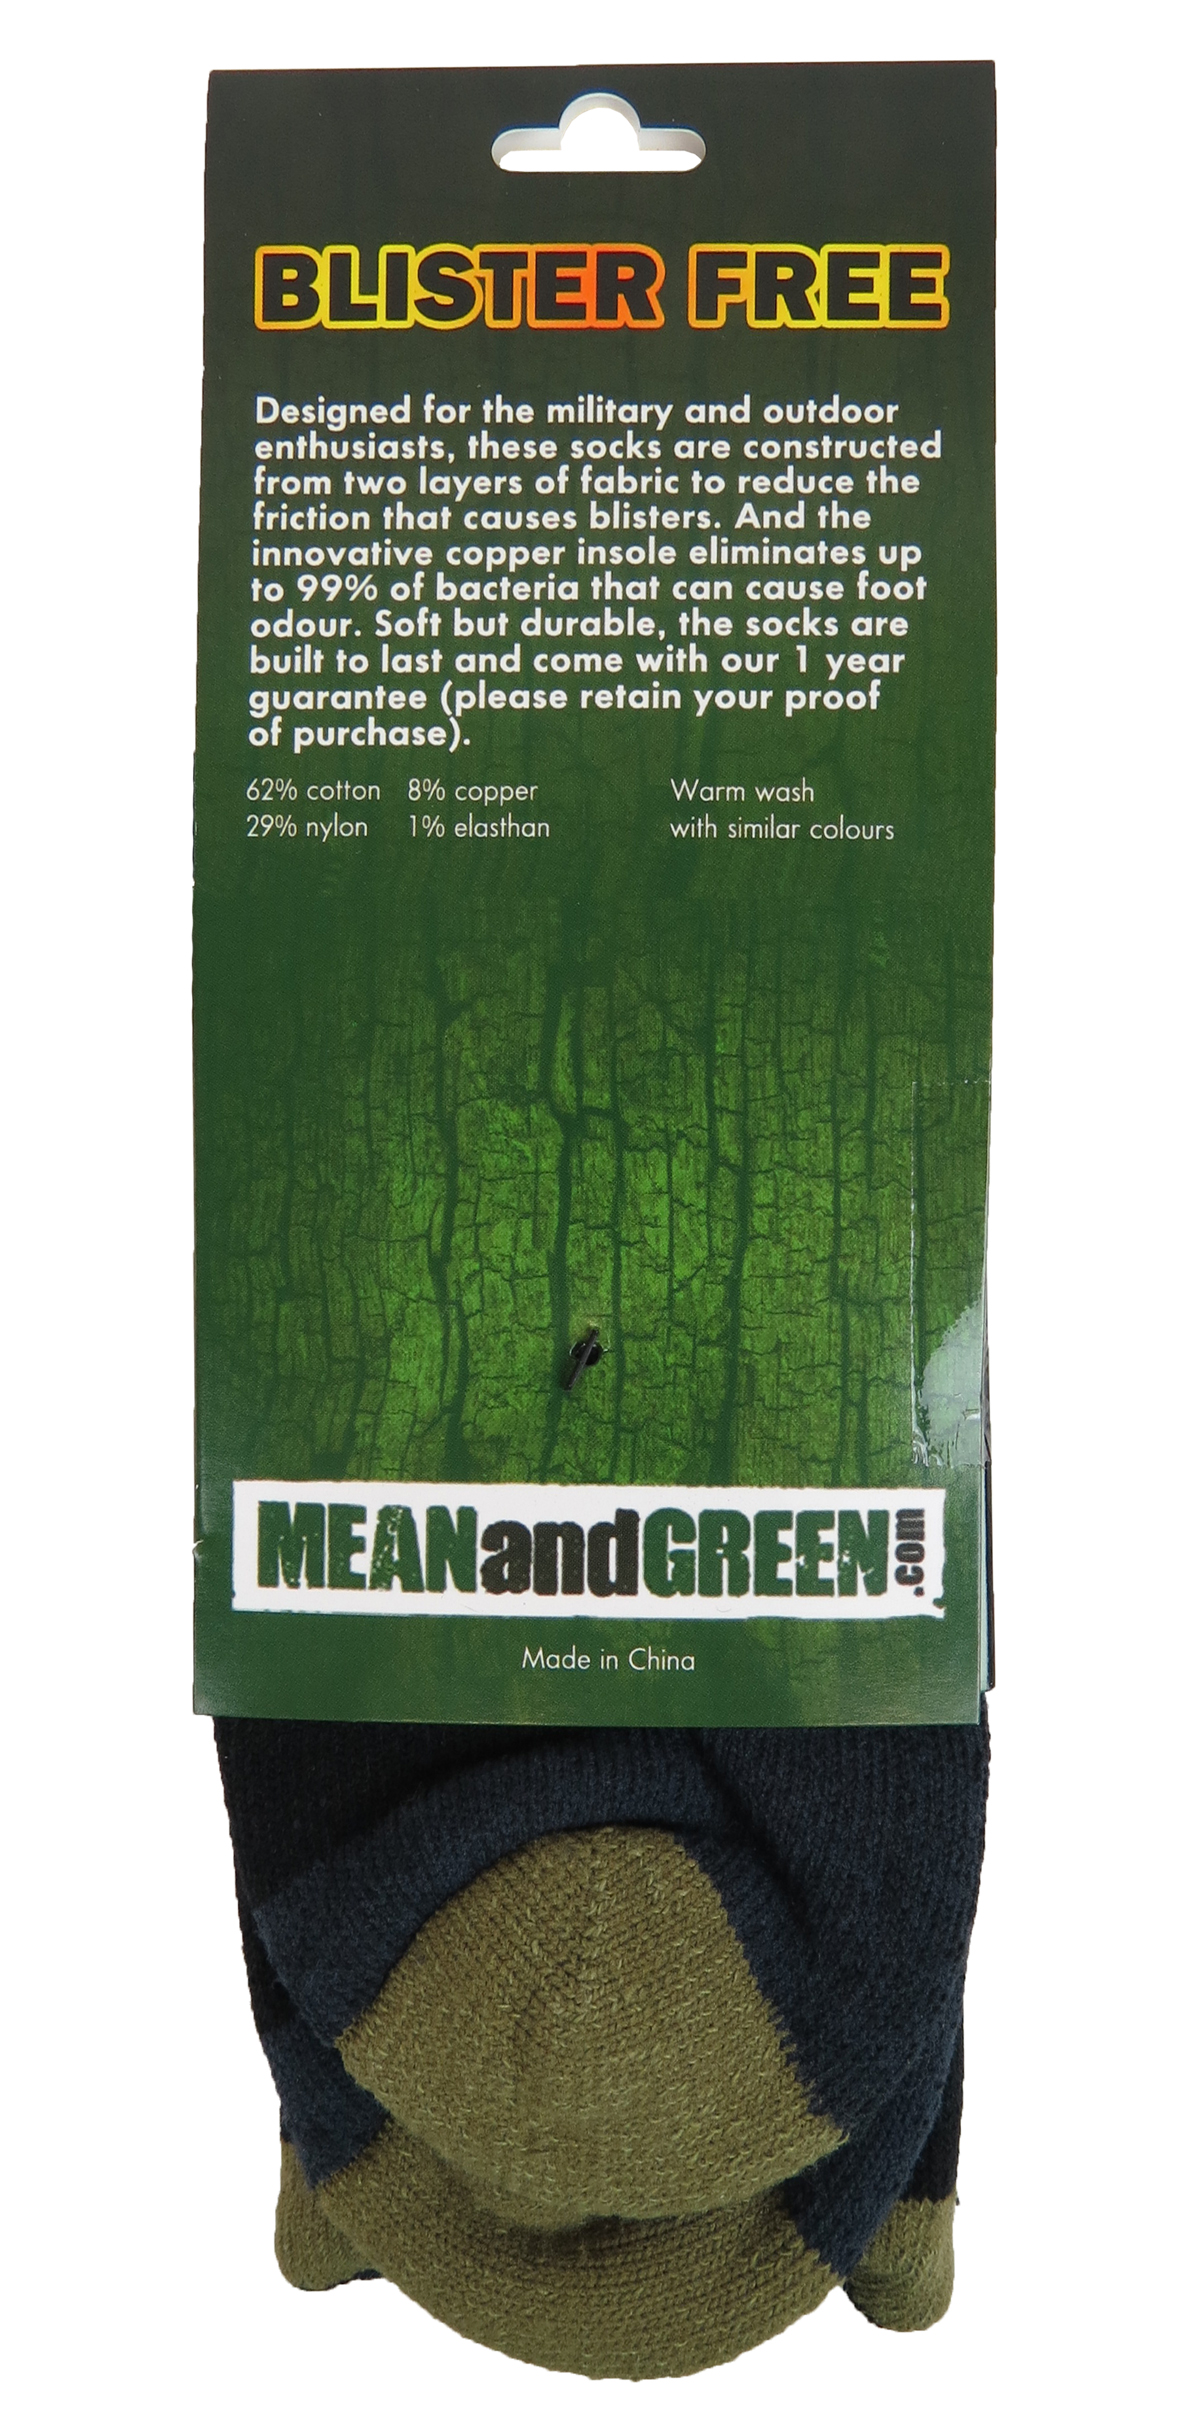 BLISTER FREE
Designed for the military and outdoor
enthusiasts, these socks are constructed
from two layers of fabric to reduce the
friction that causes blisters. And the
innovative copper insole eliminates up
to 99% of bacteria that can cause foot
odour. Soft but durable, the socks are
built to last and come with our 1 year
guarantee (please retain your proof
of purchase).
62% cotton 8% copper Warm wash
29% nylon 1% elasthan with similar colours
MEANandGREEN.com
Made in China